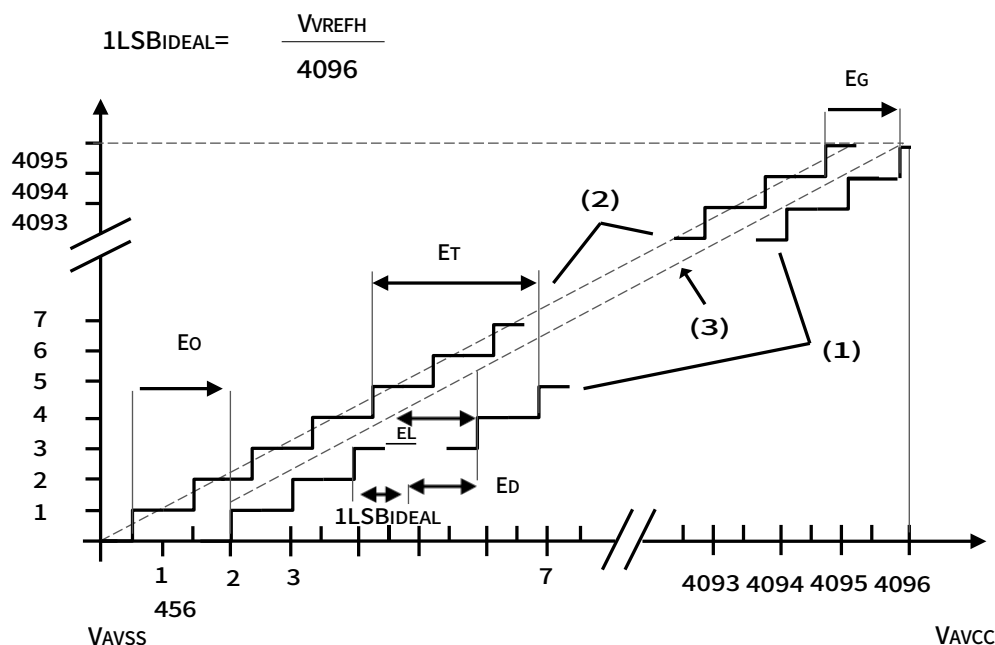 1LSBIDEAL=
VVREFH
4096
EG
4095
4094
4093
(2)
ET
7
6
5
4
3
2
1
EO
(3)
(1)
EL
ED
1LSBIDEAL
1 2 3 7 4093 4094 4095 4096
456
VAVSS VAVCC